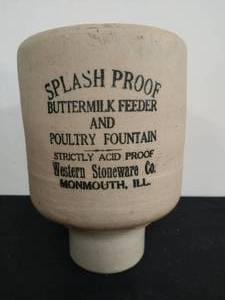 SPLASH PROOF
BUTTERMILK FEEDER
AND
POULTRY FOUNTAIN
STRICTLY ACID PROOF
Western Stoneware Co.
MONMOUTH, ILL.